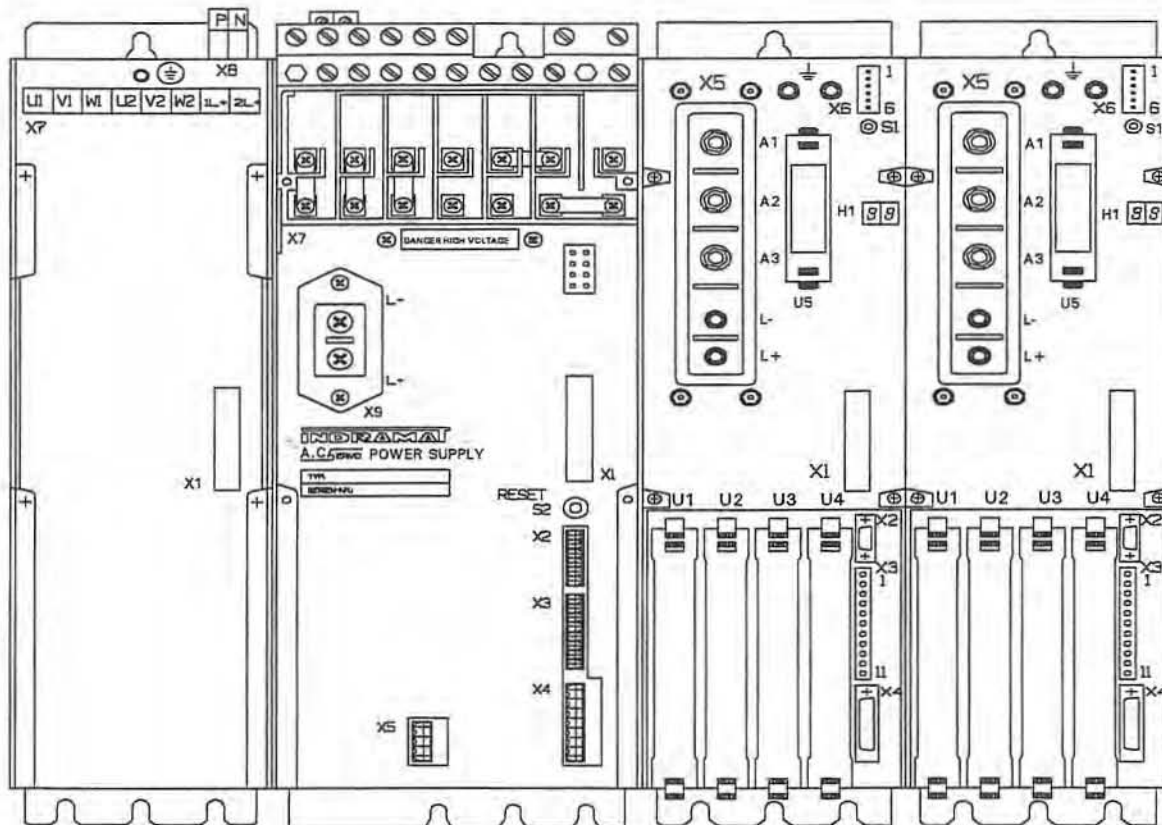 P N
X8
U1 V1 W1 U2 V2 W2 1L+ 2L+
X7
X1
X7
DANGER HIGH VOLTAGE
L-
L+
X9
INDRAMAT
A.C. SERVO POWER SUPPLY
TYPE
X1
RESET
S2
X2
X3
X4
X5
X5
X6
1
6
S1
A1
A2
A3
H1
U5
L-
L+
X1
U1 U2 U3 U4
X2
X3
1
11
X4
X5
X6
1
6
S1
A1
A2
A3
H1
U5
L-
L+
X1
U1 U2 U3 U4
X2
X3
1
11
X4